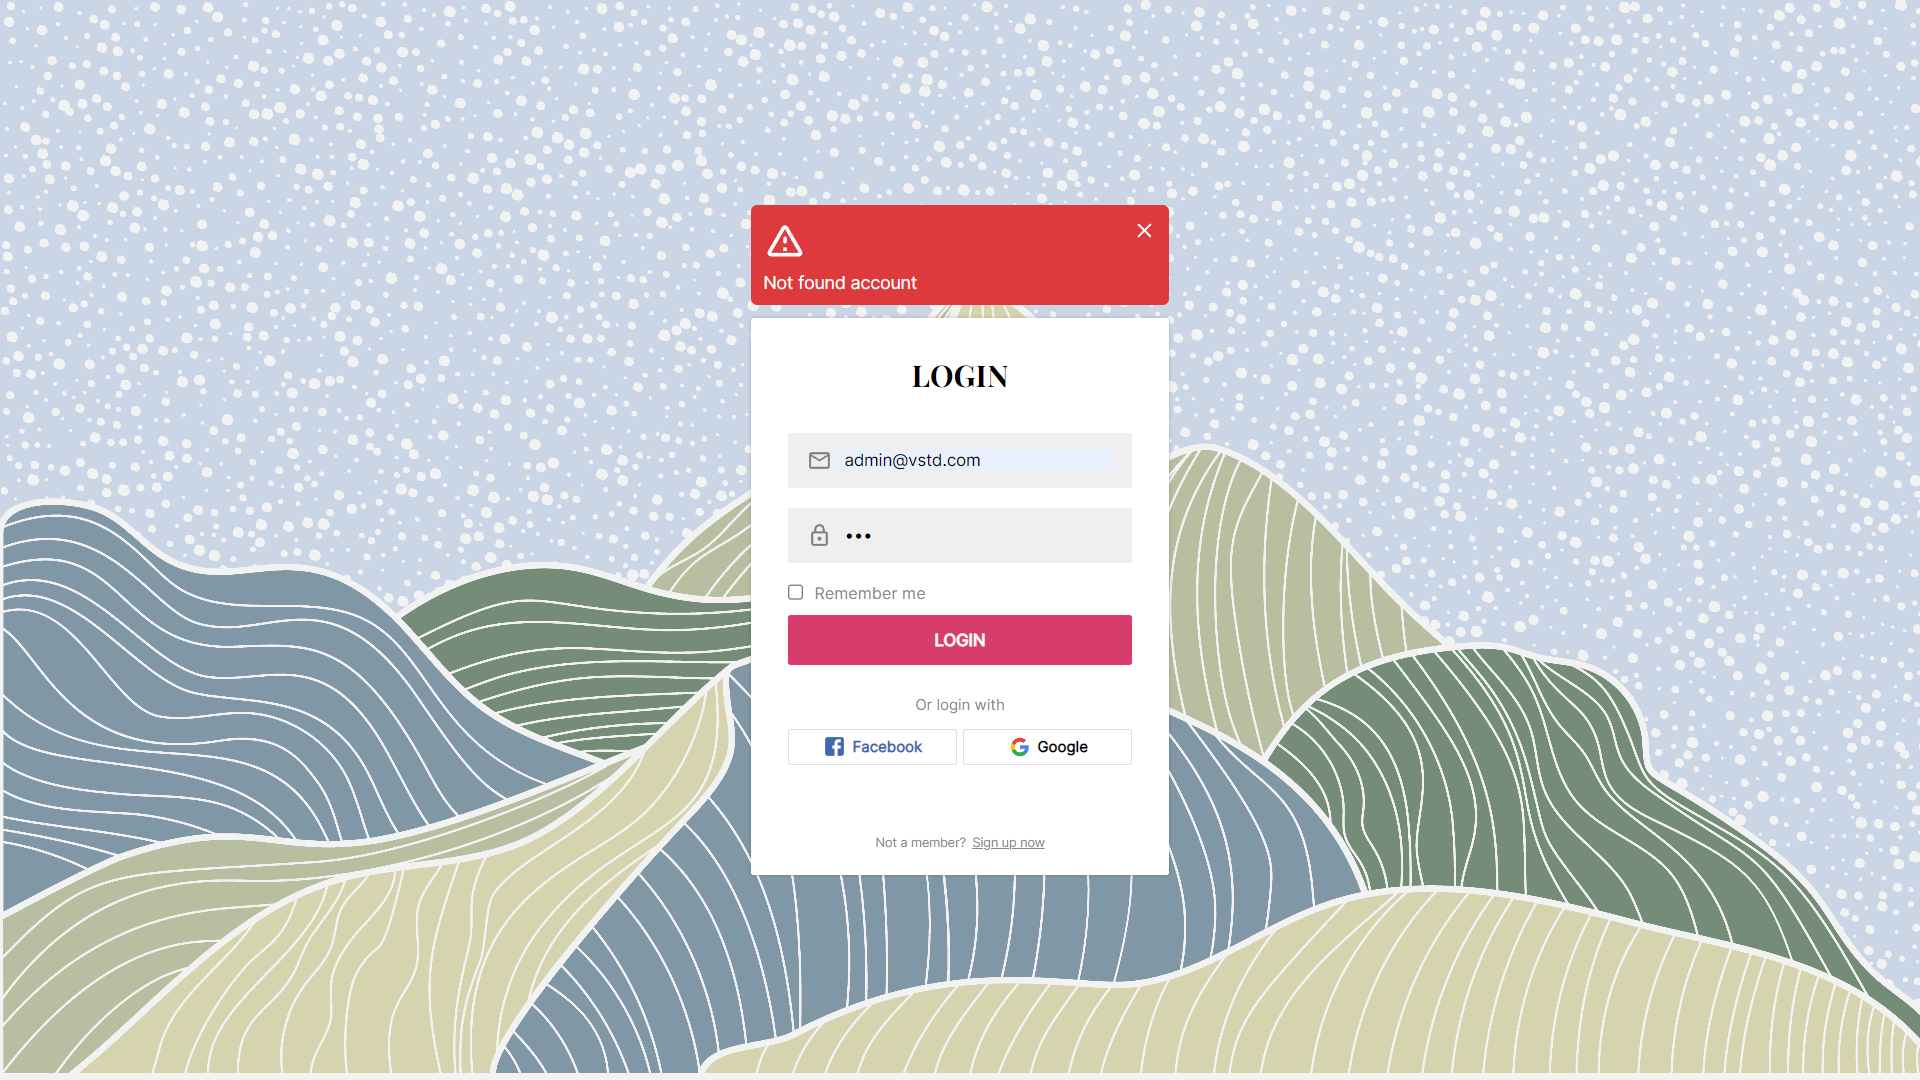 Not found account
LOGIN
admin@vstd.com
Remember me
LOGIN
Or login with
Facebook
Google
Not a member? Sign up now